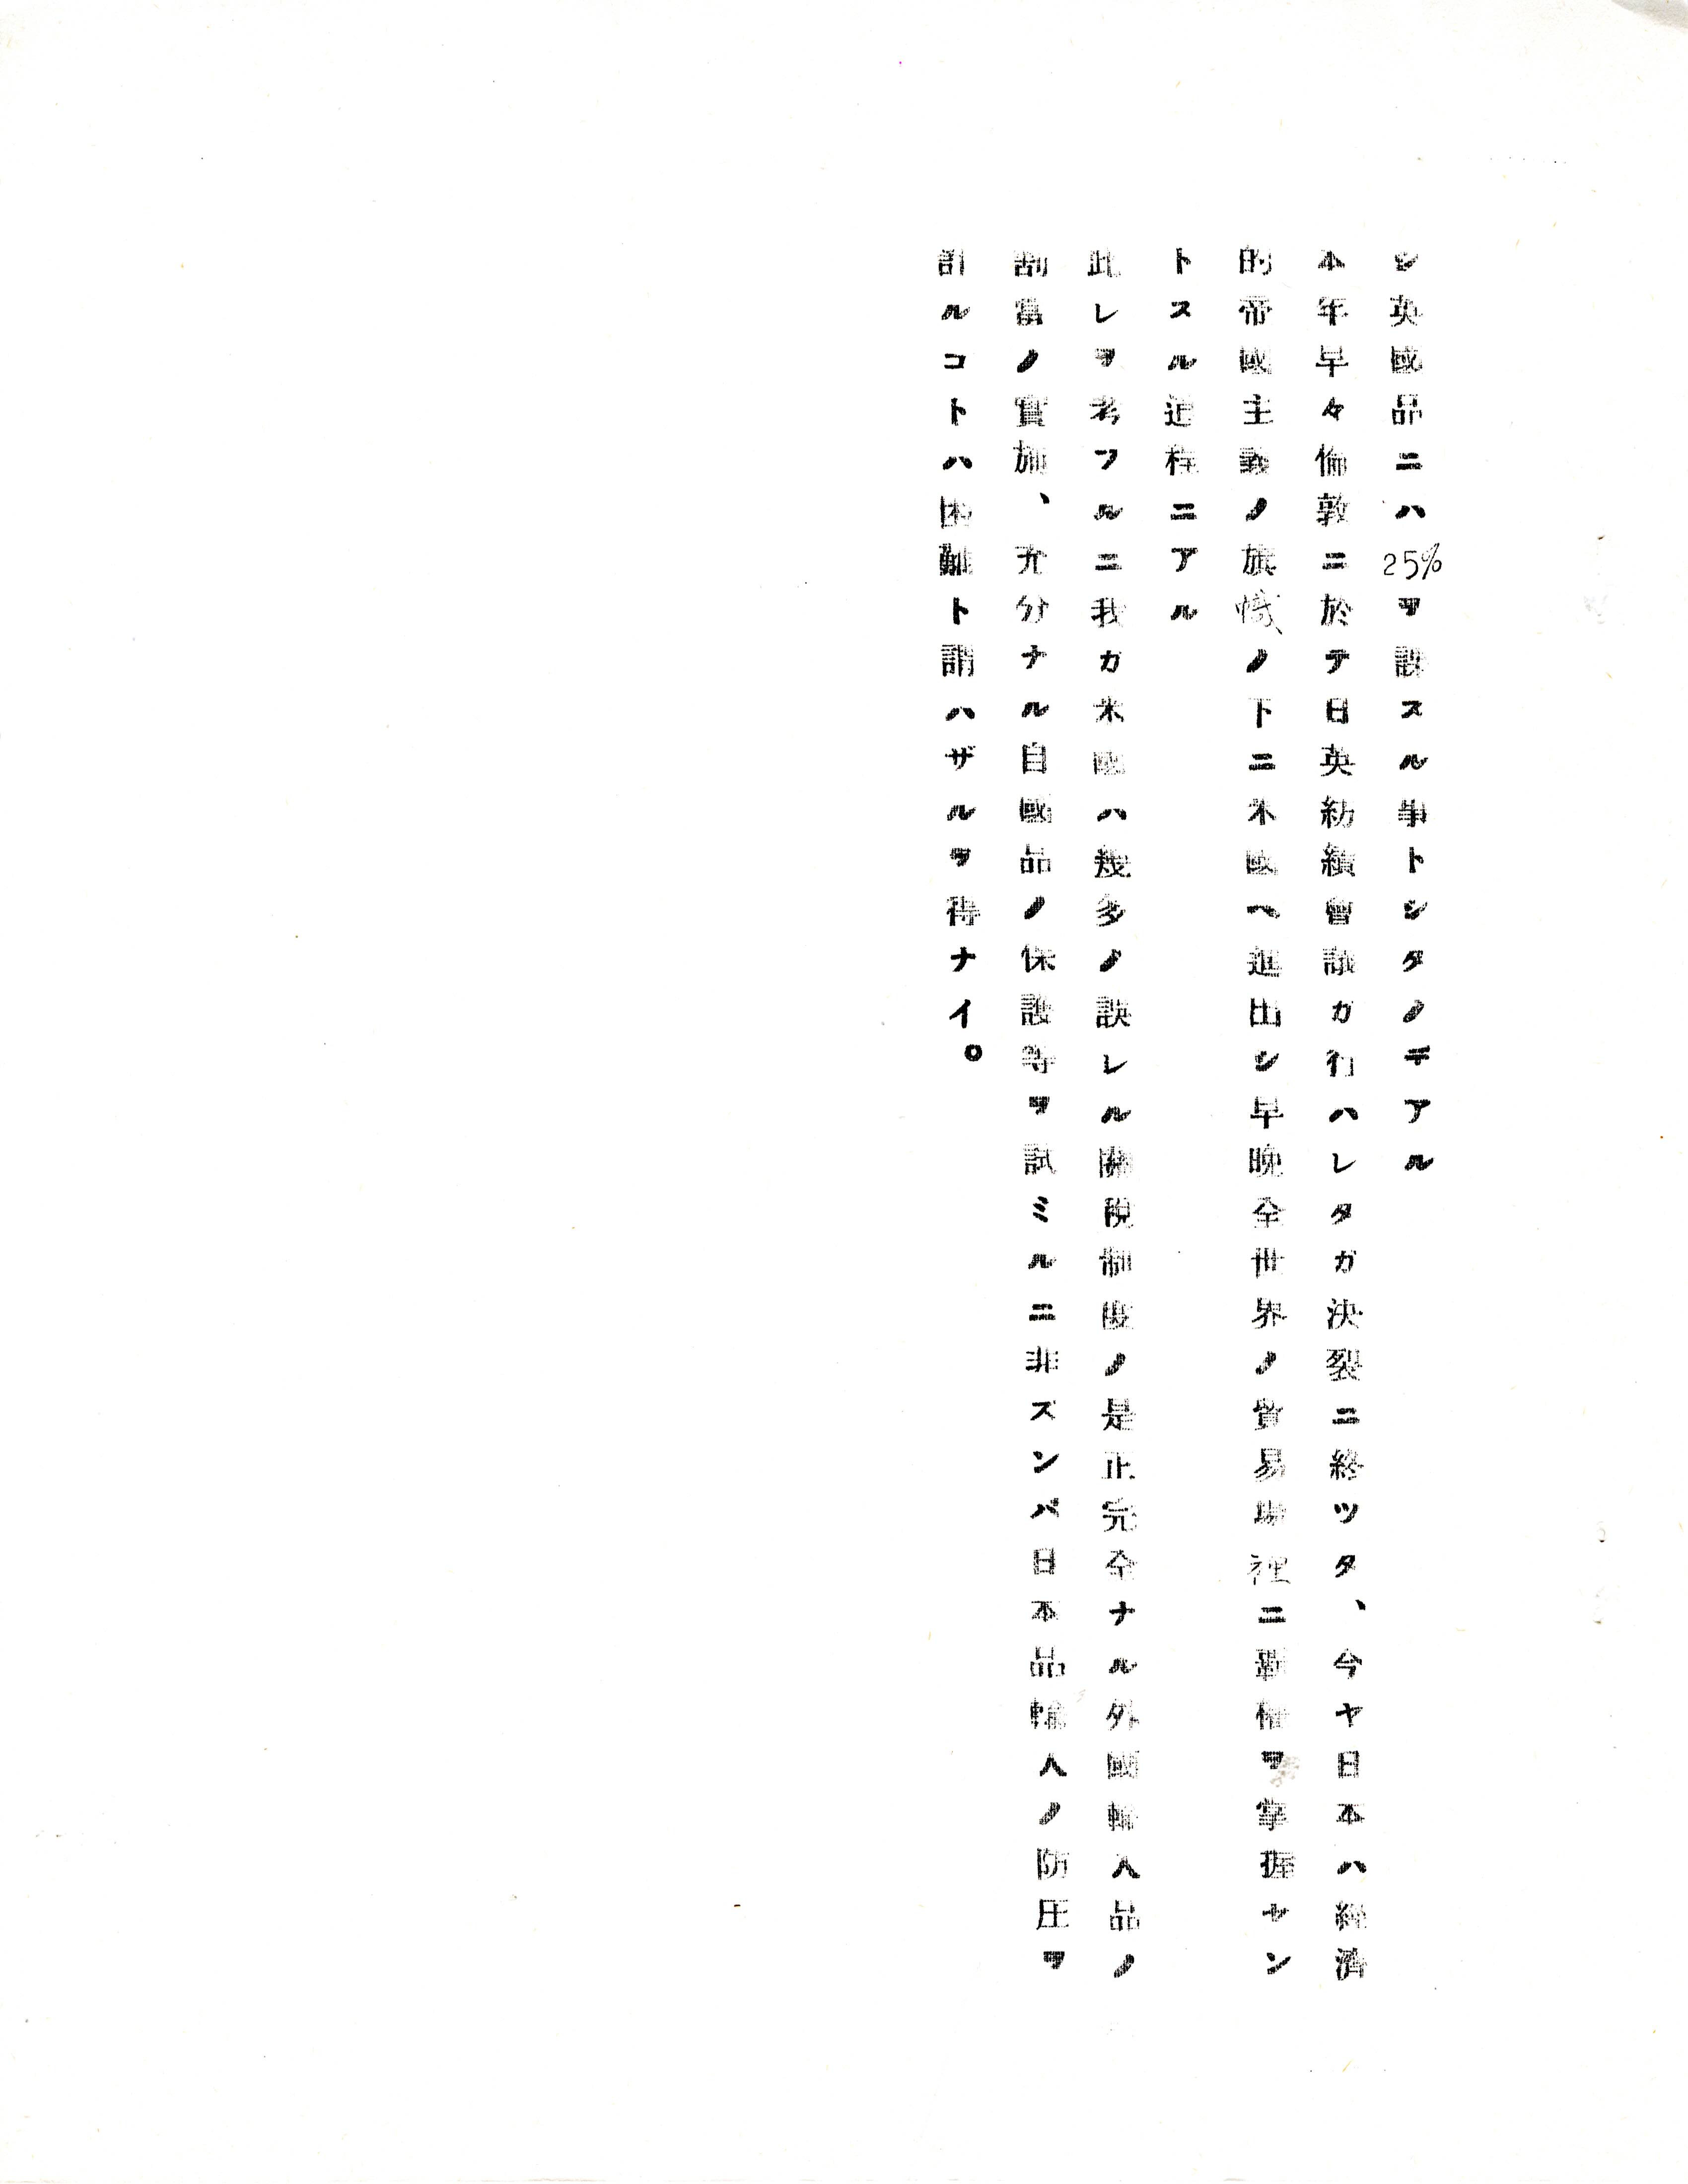 シ英國品ニハ25%ヲ課スル事トシタノデアル
本年早々倫敦ニ於テ日英紡績會議ガ行ハレタガ決裂ニ終ツタ、今ヤ日本ハ經濟
的帝國主義ノ旗幟ノ下ニ米國ヘ進出シ早晩全世界ノ貿易場裡ニ覇權ヲ掌握セン
トスル道程ニアル
此レヲ考フルニ我ガ米國ハ幾多ノ誤レル關税制度ノ是正完全ナル外國輸入品ノ
割當ノ實施、充分ナル自國品ノ保護等ヲ試ミルニ非ズンバ日本品輸入ノ防圧ヲ
計ルコトハ困難ト謂ハザルヲ得ナイ。